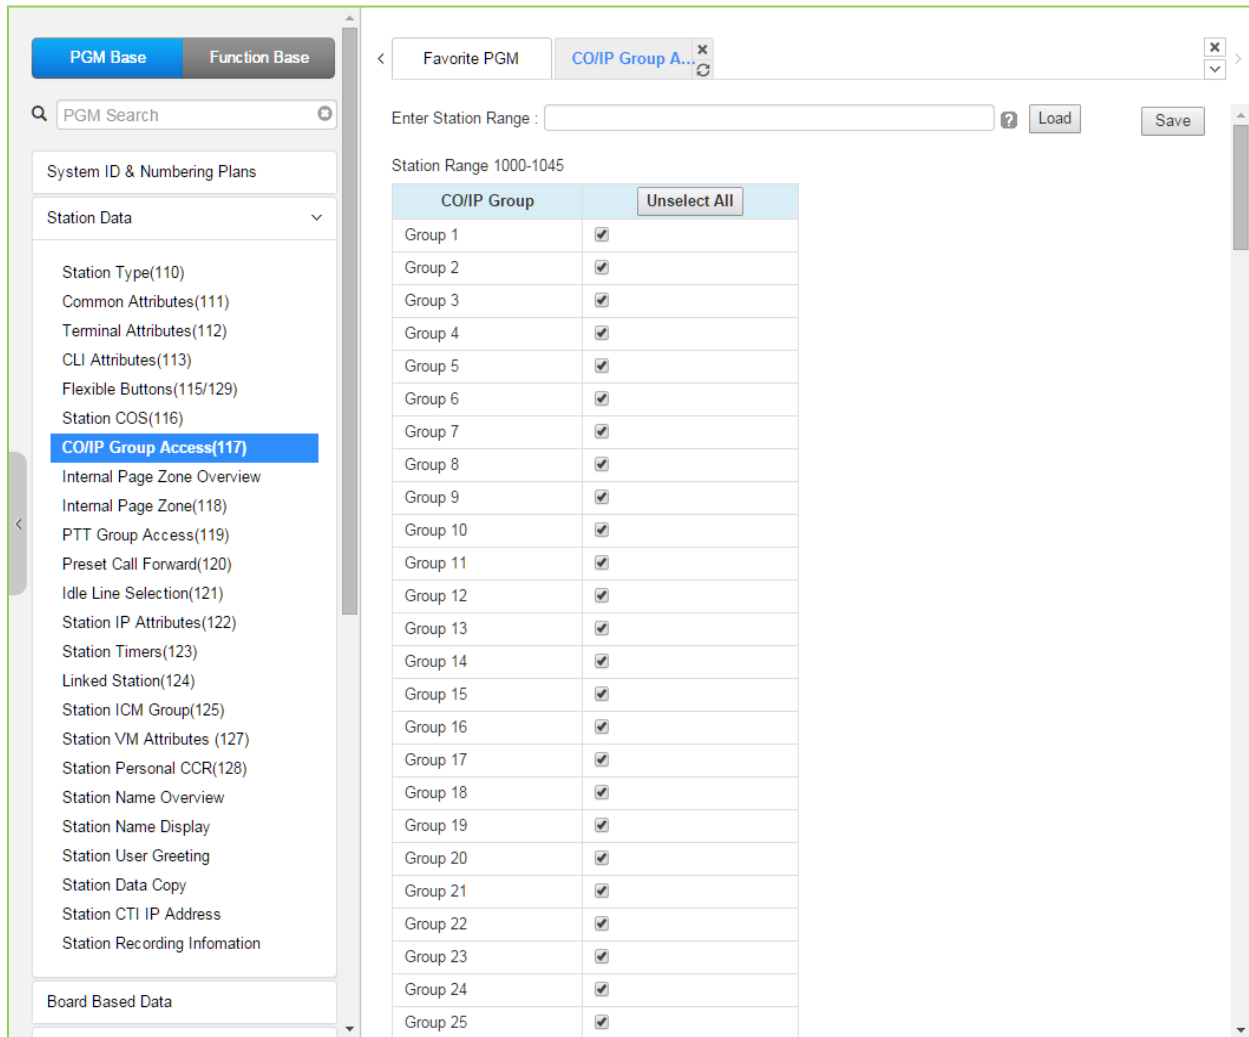 PGM Base
Function Base
PGM Search
System ID & Numbering Plans
Station Data
Station Type(110)
Common Attributes(111)
Terminal Attributes(112)
CLI Attributes(113)
Flexible Buttons(115/129)
Station COS(116)
CO/IP Group Access(117)
Internal Page Zone Overview
Internal Page Zone(118)
PTT Group Access(119)
Preset Call Forward(120)
Idle Line Selection(121)
Station IP Attributes(122)
Station Timers(123)
Linked Station(124)
Station ICM Group(125)
Station VM Attributes (127)
Station Personal CCR(128)
Station Name Overview
Station Name Display
Station User Greeting
Station Data Copy
Station CTI IP Address
Station Recording Infomation
Board Based Data
Favorite PGM
CO/IP Group A...
Enter Station Range :
Load
Save
Station Range 1000-1045
CO/IP Group
Unselect All
Group 1
Group 2
Group 3
Group 4
Group 5
Group 6
Group 7
Group 8
Group 9
Group 10
Group 11
Group 12
Group 13
Group 14
Group 15
Group 16
Group 17
Group 18
Group 19
Group 20
Group 21
Group 22
Group 23
Group 24
Group 25